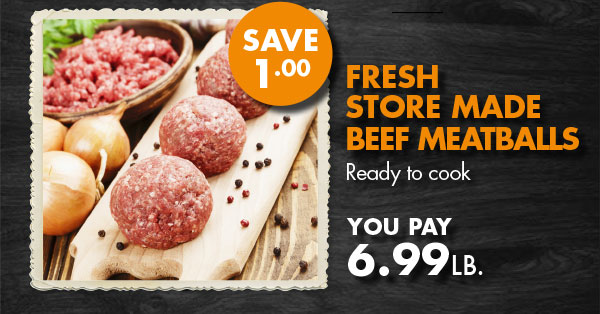 SAVE
1.00
FRESH
STORE MADE
BEEF MEATBALLS
Ready to cook
YOU PAY
6.99LB.